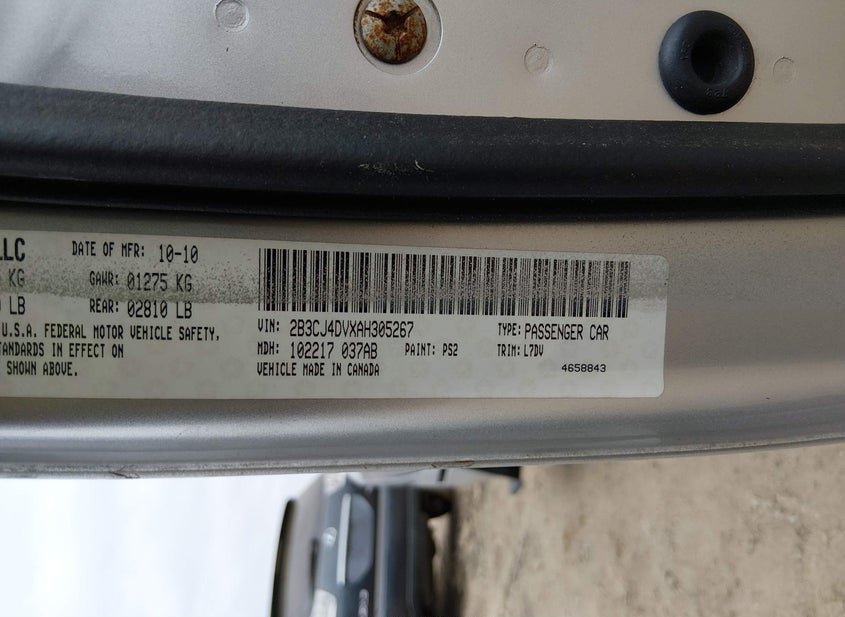 LLC DATE OF MFR: 10-10
KG GAWR: 01275 KG
LB REAR: 02810 LB
U.S.A. FEDERAL MOTOR VEHICLE SAFETY,
STANDARDS IN EFFECT ON
SHOWN ABOVE.
VIN: 2B3CJ4DVXAH305267 TYPE: PASSENGER CAR
MDH: 102217 037AB PAINT: PS2 TRIM: L7DV
VEHICLE MADE IN CANADA 4658843